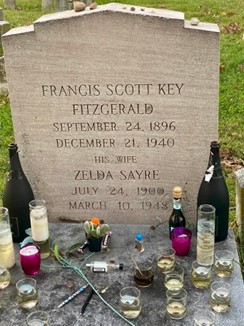 FRANCIS SCOTT KEY
FITZGERALD
SEPTEMBER 24, 1896
DECEMBER 21, 1940
HIS WIFE
ZELDA SAYRE
JULY 24, 1900
MARCH 10, 1948